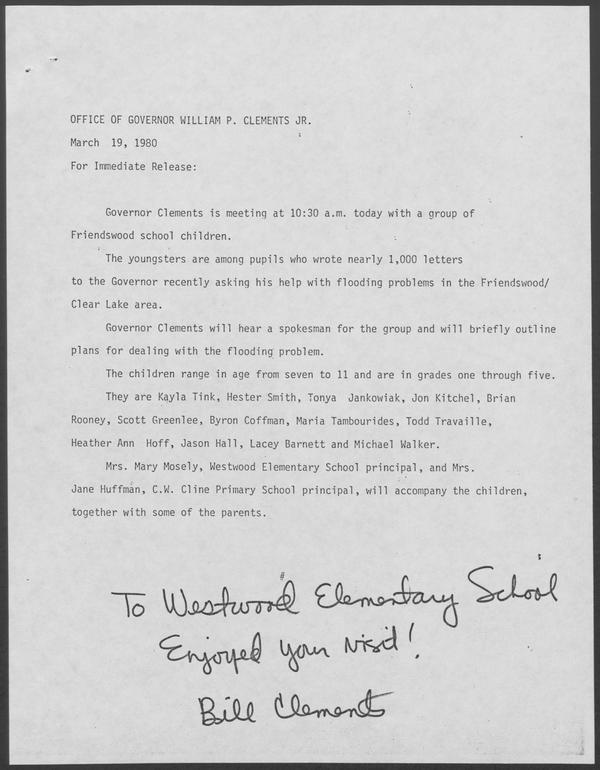 OFFICE OF GOVERNOR WILLIAM P. CLEMENTS JR.
March 19, 1980
For Immediate Release:
Governor Clements is meeting at 10:30 a.m. today with a group of
Friendswood school children.
The youngsters are among pupils who wrote nearly 1,000 letters
to the Governor recently asking his help with flooding problems in the Friendswood/
Clear Lake area.
Governor Clements will hear a spokesman for the group and will briefly outline
plans for dealing with the flooding problem.
The children range in age from seven to 11 and are in grades one through five.
They are Kayla Tink, Hester Smith, Tonya Jankowiak, Jon Kitchel, Brian
Rooney, Scott Greenlee, Byron Coffman, Maria Tambourides, Todd Travaille,
Heather Ann Hoff, Jason Hall, Lacey Barnett and Michael Walker.
Mrs. Mary Mosely, Westwood Elementary School principal, and Mrs.
Jane Huffman, C.W. Cline Primary School principal, will accompany the children,
together with some of the parents.
To Westwood Elementary School
Enjoyed your visit!
Bill Clements